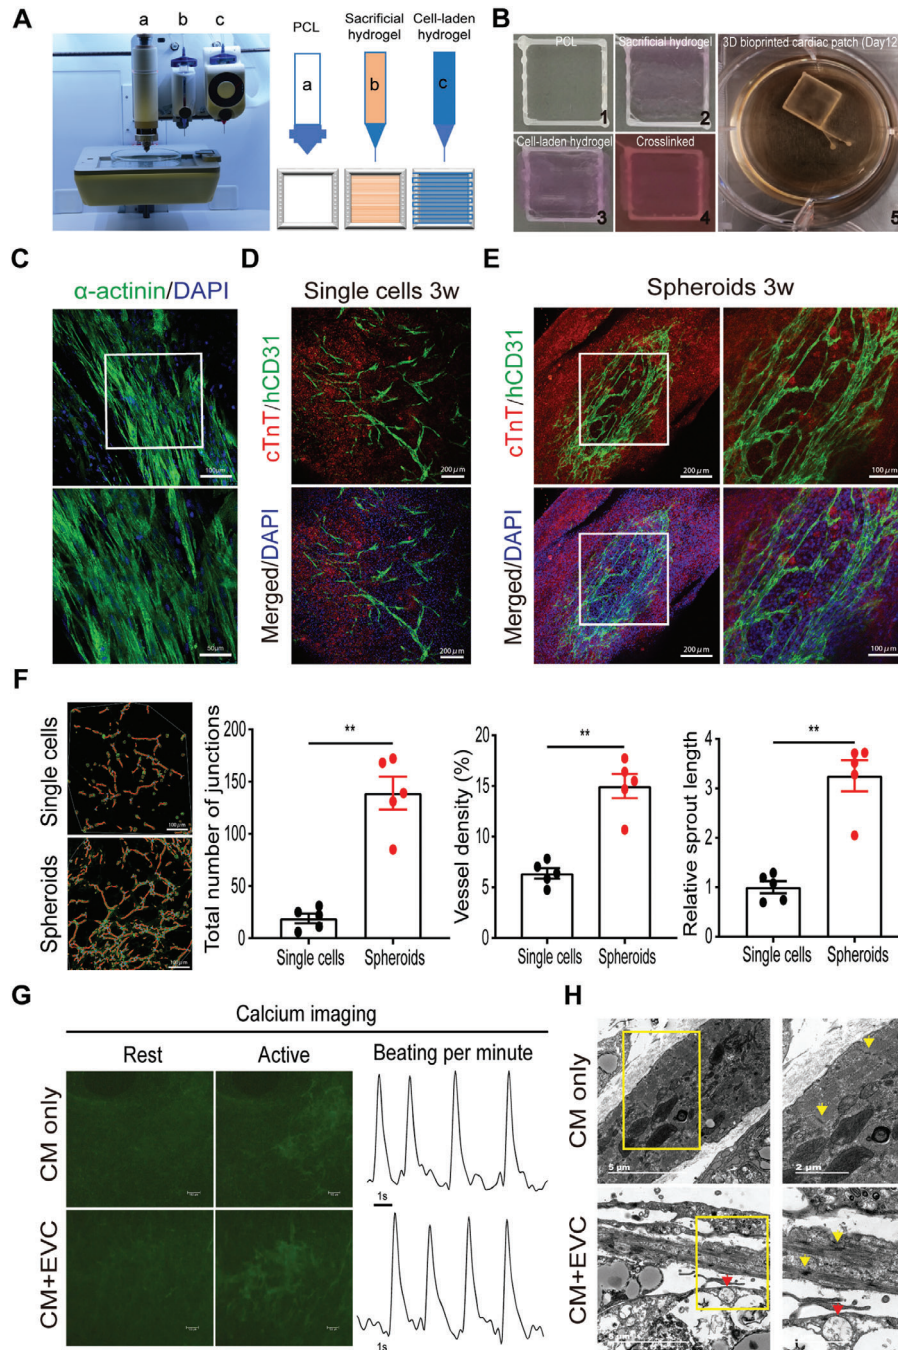 A
a b c
PCL
Sacrificial
hydrogel
Cell-laden
hydrogel
a
b
c
B
PCL
1
Sacrificial hydrogel
2
3D bioprinted cardiac patch (Day12
5
Cell-laden hydrogel
3
Crosslinked
4
C
α-actinin/DAPI
100μm
50μm
D
Single cells 3w
cTnT/hCD31
200μm
Merged/DAPI
200μm
E
Spheroids 3w
cTnT/hCD31
200μm
100μm
Merged/DAPI
200μm
100μm
F
Single cells
100μm
Spheroids
100μm
Total number of junctions
200
150
100
50
0
**
Single cells
Spheroids
Vessel density (%)
20
15
10
5
0
**
Single cells
Spheroids
Relative sprout length
4
3
2
1
0
**
Single cells
Spheroids
G
Calcium imaging
Rest
Active
Beating per minute
CM only
1s
CM+EVC
1s
H
CM only
5 μm
2 μm
CM+EVC